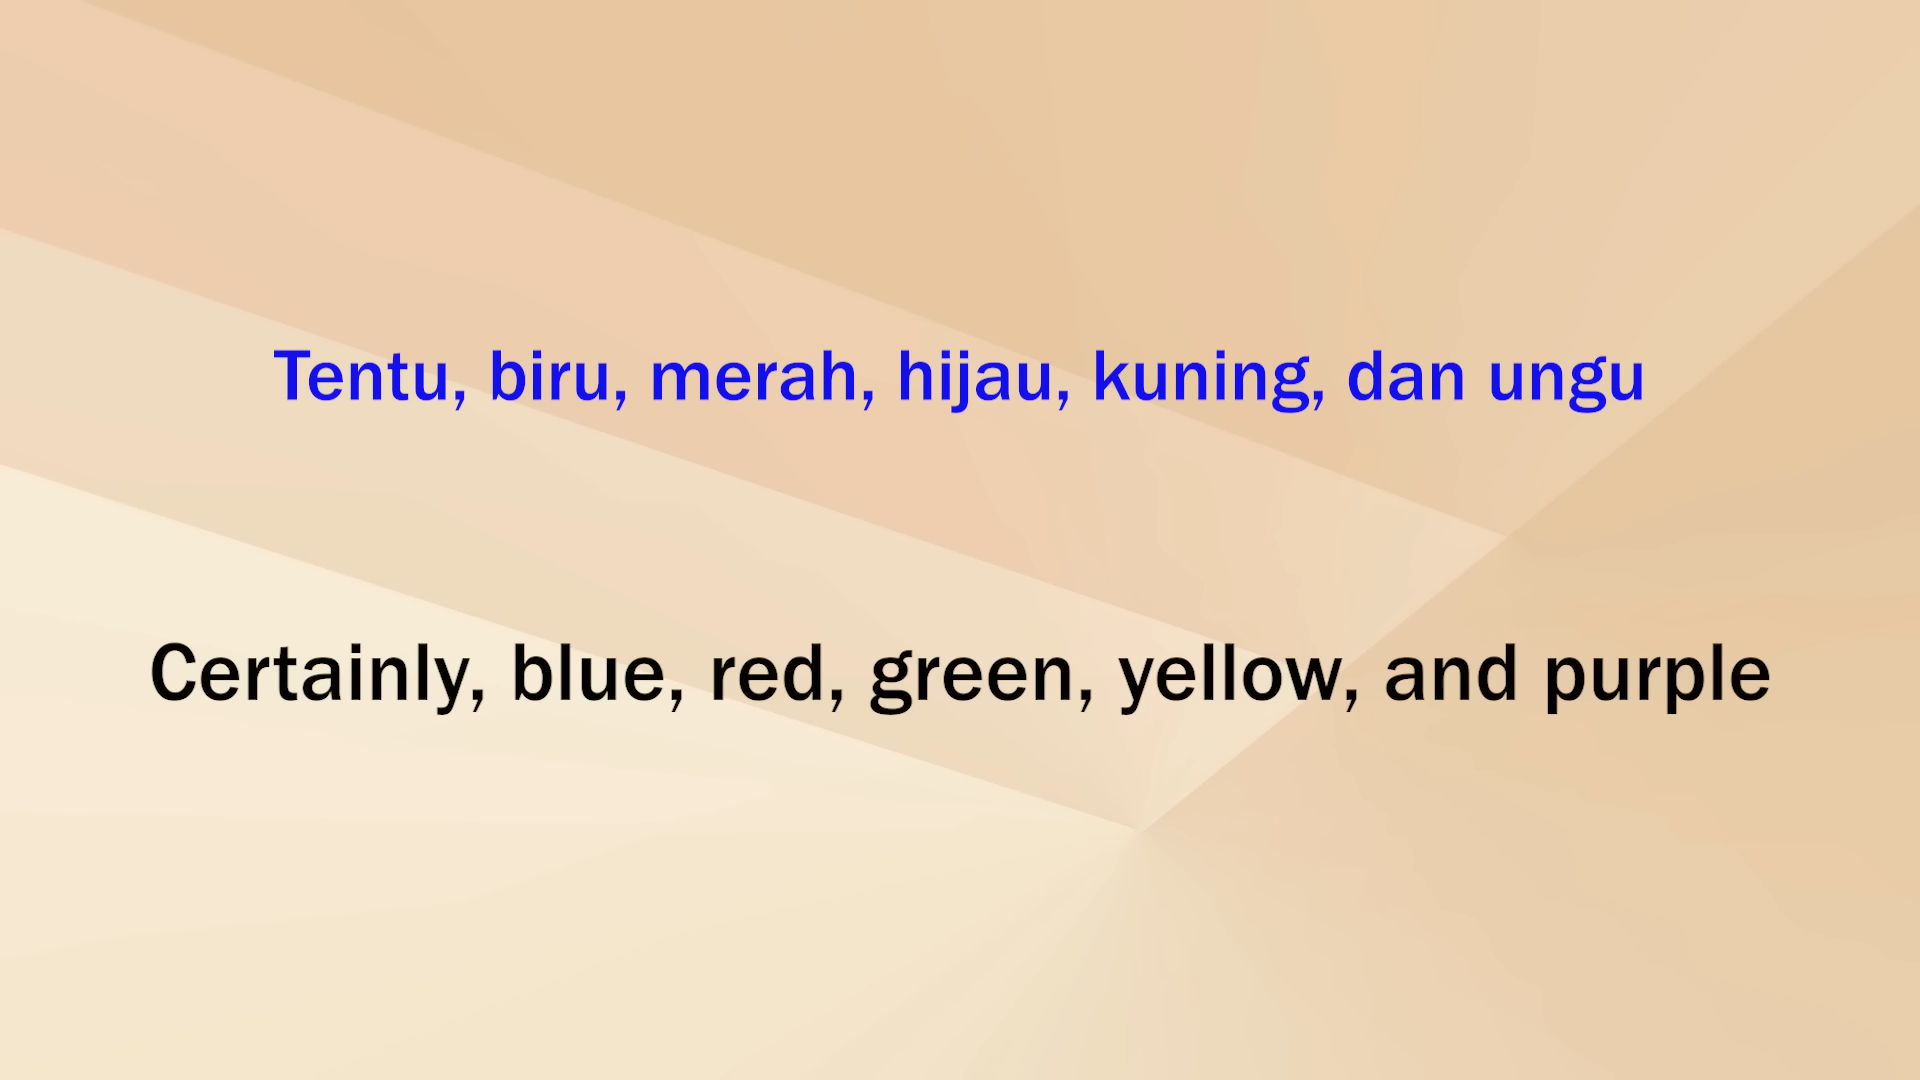 Tentu, biru, merah, hijau, kuning, dan ungu
Certainly, blue, red, green, yellow, and purple